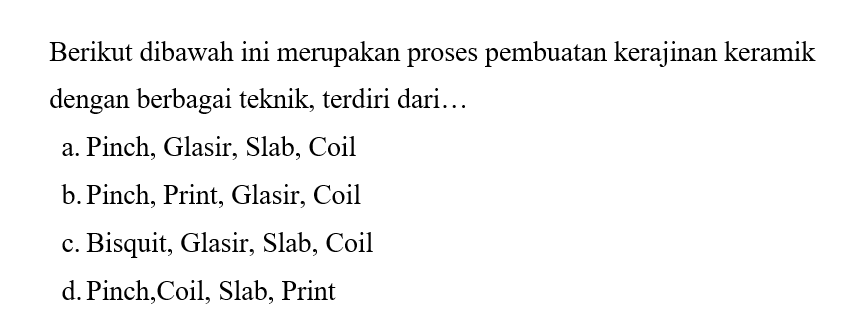 Berikut dibawah ini merupakan proses pembuatan kerajinan keramik
dengan berbagai teknik, terdiri dari…
a. Pinch, Glasir, Slab, Coil
b. Pinch, Print, Glasir, Coil
c. Bisquit, Glasir, Slab, Coil
d. Pinch,Coil, Slab, Print